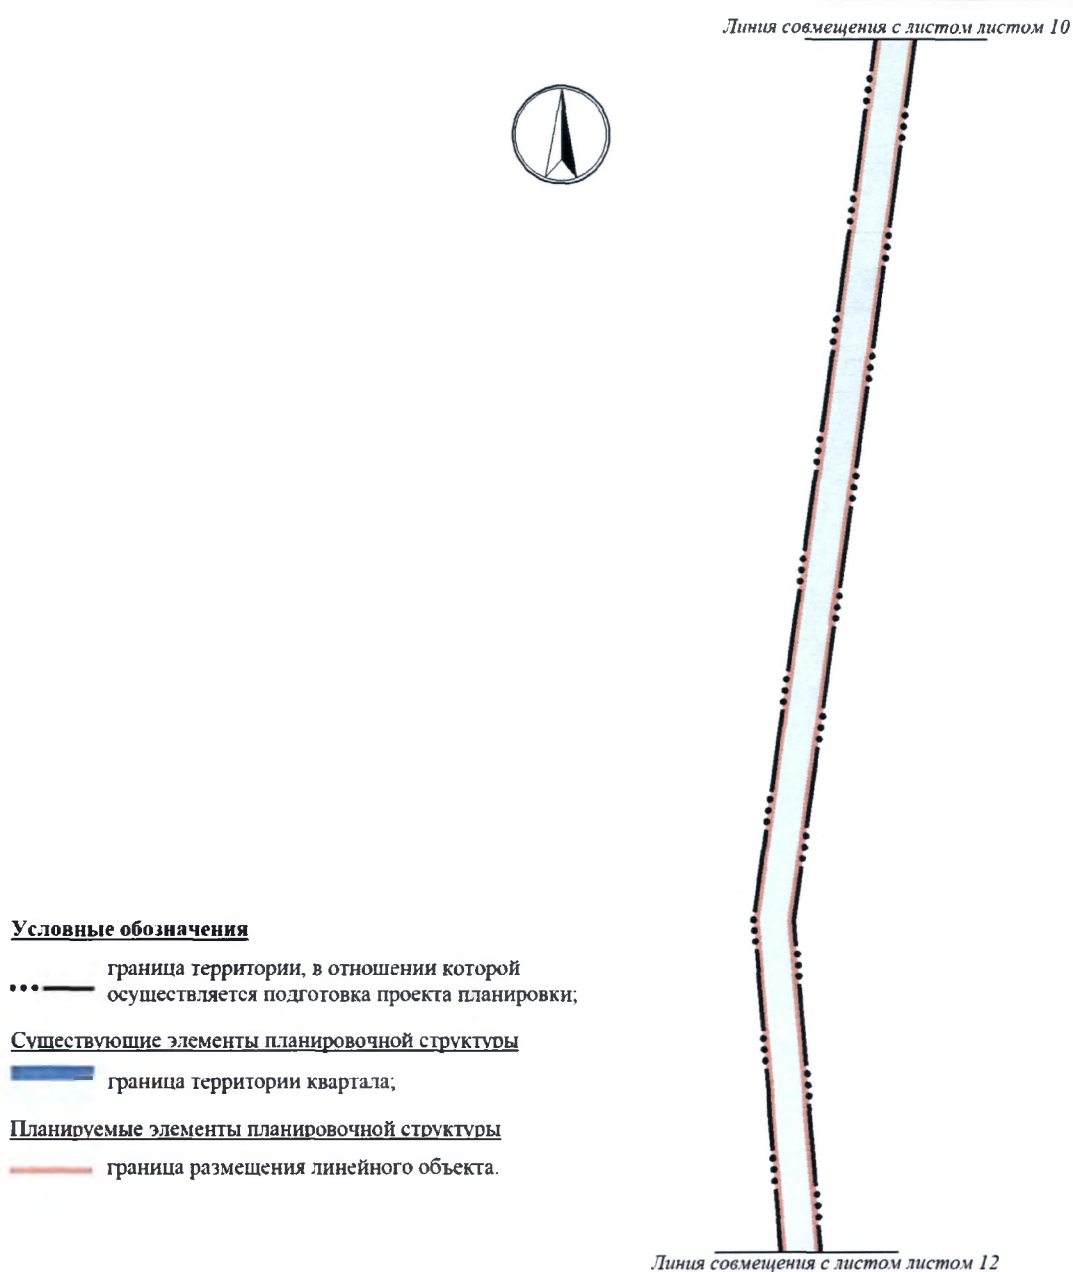 Линия совмещения с листом листом 10
Условные обозначения
граница территории, в отношении которой
осуществляется подготовка проекта планировки;
Существующие элементы планировочной структуры
граница территории квартала;
Планируемые элементы планировочной структуры
граница размещения линейного объекта.
Линия совмещения с листом листом 12